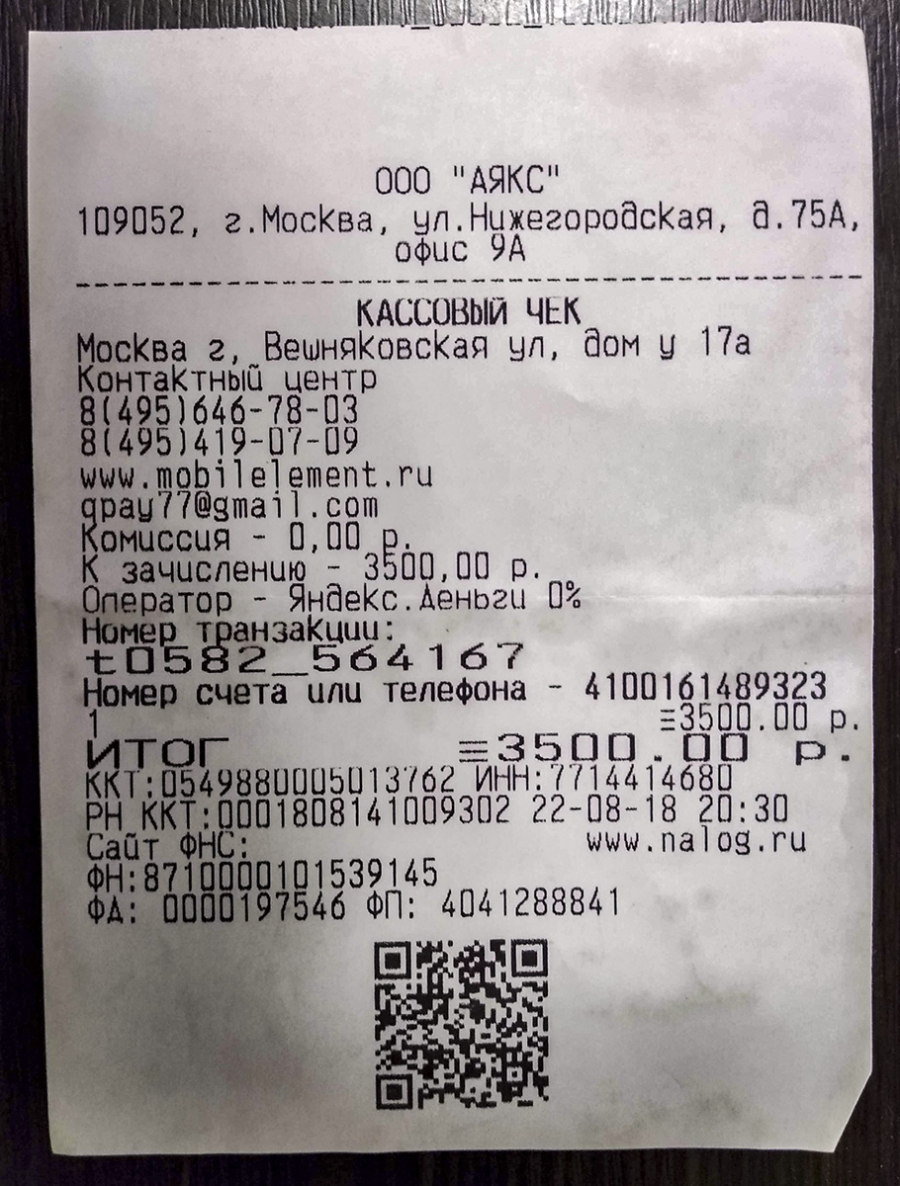 ООО "АЯКС"
109052, г.Москва, ул.Нижегородская, д.75А,
офис 9А
КАССОВЫЙ ЧЕК
Москва г, Вешняковская ул, дом у 17а
Контактный центр
8(495)646-78-03
8(495)419-07-09
www.mobilelement.ru
qpay77@gmail.com
Комиссия - 0,00 р.
К зачислению - 3500,00 р.
Оператор - Яндекс.Деньги 0%
Номер транзакции:
t0582_564167
Номер счета или телефона - 4100161489323
1 ≡3500.00 р.
ИТОГ ≡3500.00 р.
ККТ:0549880005013762 ИНН:7714414680
РН ККТ:0001808141009302 22-08-18 20:30
Сайт ФНС: www.nalog.ru
ФН:8710000101539145
ФД: 0000197546 ФП: 4041288841